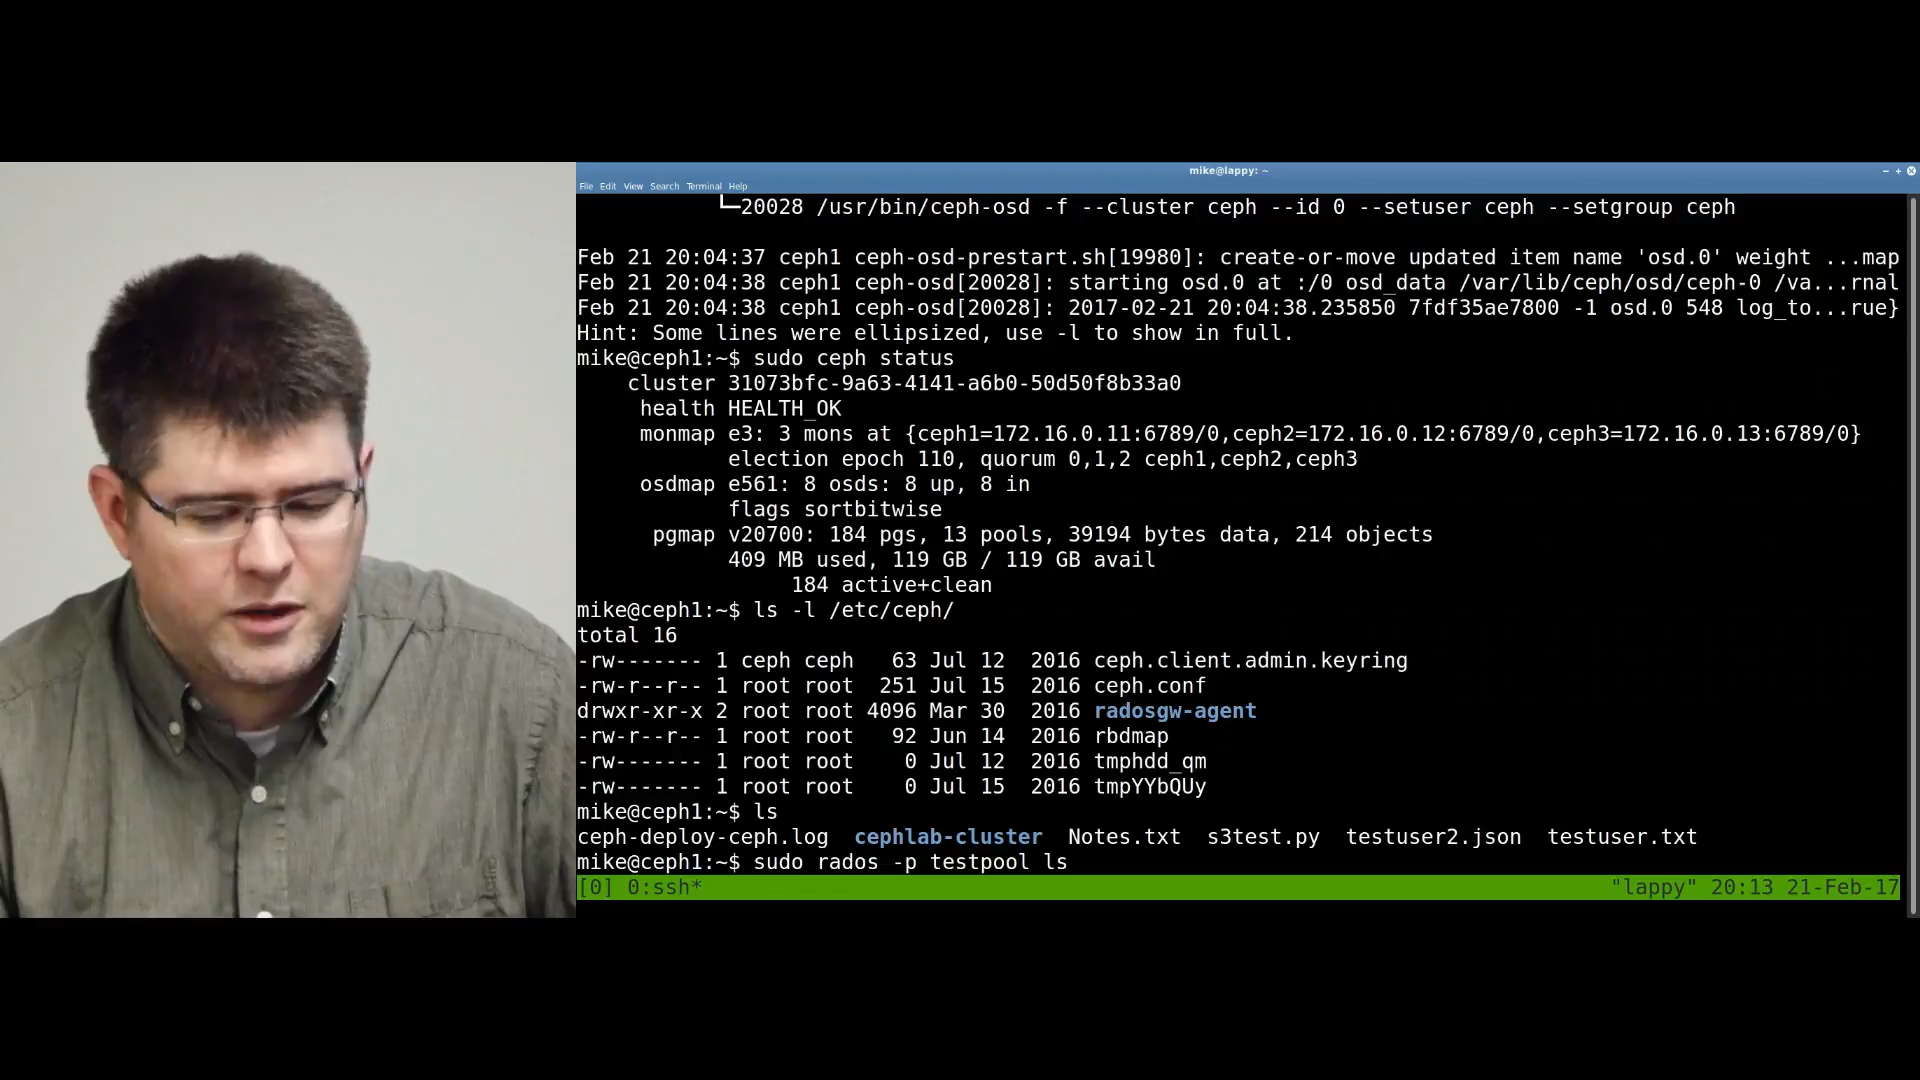 mike@lappy: ~
File Edit View Search Terminal Help
└─20028 /usr/bin/ceph-osd -f --cluster ceph --id 0 --setuser ceph --setgroup ceph
Feb 21 20:04:37 ceph1 ceph-osd-prestart.sh[19980]: create-or-move updated item name 'osd.0' weight ...map
Feb 21 20:04:38 ceph1 ceph-osd[20028]: starting osd.0 at :/0 osd_data /var/lib/ceph/osd/ceph-0 /va...rnal
Feb 21 20:04:38 ceph1 ceph-osd[20028]: 2017-02-21 20:04:38.235850 7fdf35ae7800 -1 osd.0 548 log_to...rue}
Hint: Some lines were ellipsized, use -l to show in full.
mike@ceph1:~$ sudo ceph status
    cluster 31073bfc-9a63-4141-a6b0-50d50f8b33a0
     health HEALTH_OK
     monmap e3: 3 mons at {ceph1=172.16.0.11:6789/0,ceph2=172.16.0.12:6789/0,ceph3=172.16.0.13:6789/0}
            election epoch 110, quorum 0,1,2 ceph1,ceph2,ceph3
     osdmap e561: 8 osds: 8 up, 8 in
            flags sortbitwise
      pgmap v20700: 184 pgs, 13 pools, 39194 bytes data, 214 objects
            409 MB used, 119 GB / 119 GB avail
                 184 active+clean
mike@ceph1:~$ ls -l /etc/ceph/
total 16
-rw------- 1 ceph ceph   63 Jul 12  2016 ceph.client.admin.keyring
-rw-r--r-- 1 root root  251 Jul 15  2016 ceph.conf
drwxr-xr-x 2 root root 4096 Mar 30  2016 radosgw-agent
-rw-r--r-- 1 root root   92 Jun 14  2016 rbdmap
-rw------- 1 root root    0 Jul 12  2016 tmphdd_qm
-rw------- 1 root root    0 Jul 15  2016 tmpYYbQUy
mike@ceph1:~$ ls
ceph-deploy-ceph.log  cephlab-cluster  Notes.txt  s3test.py  testuser2.json  testuser.txt
mike@ceph1:~$ sudo rados -p testpool ls
[0] 0:ssh* "lappy" 20:13 21-Feb-17